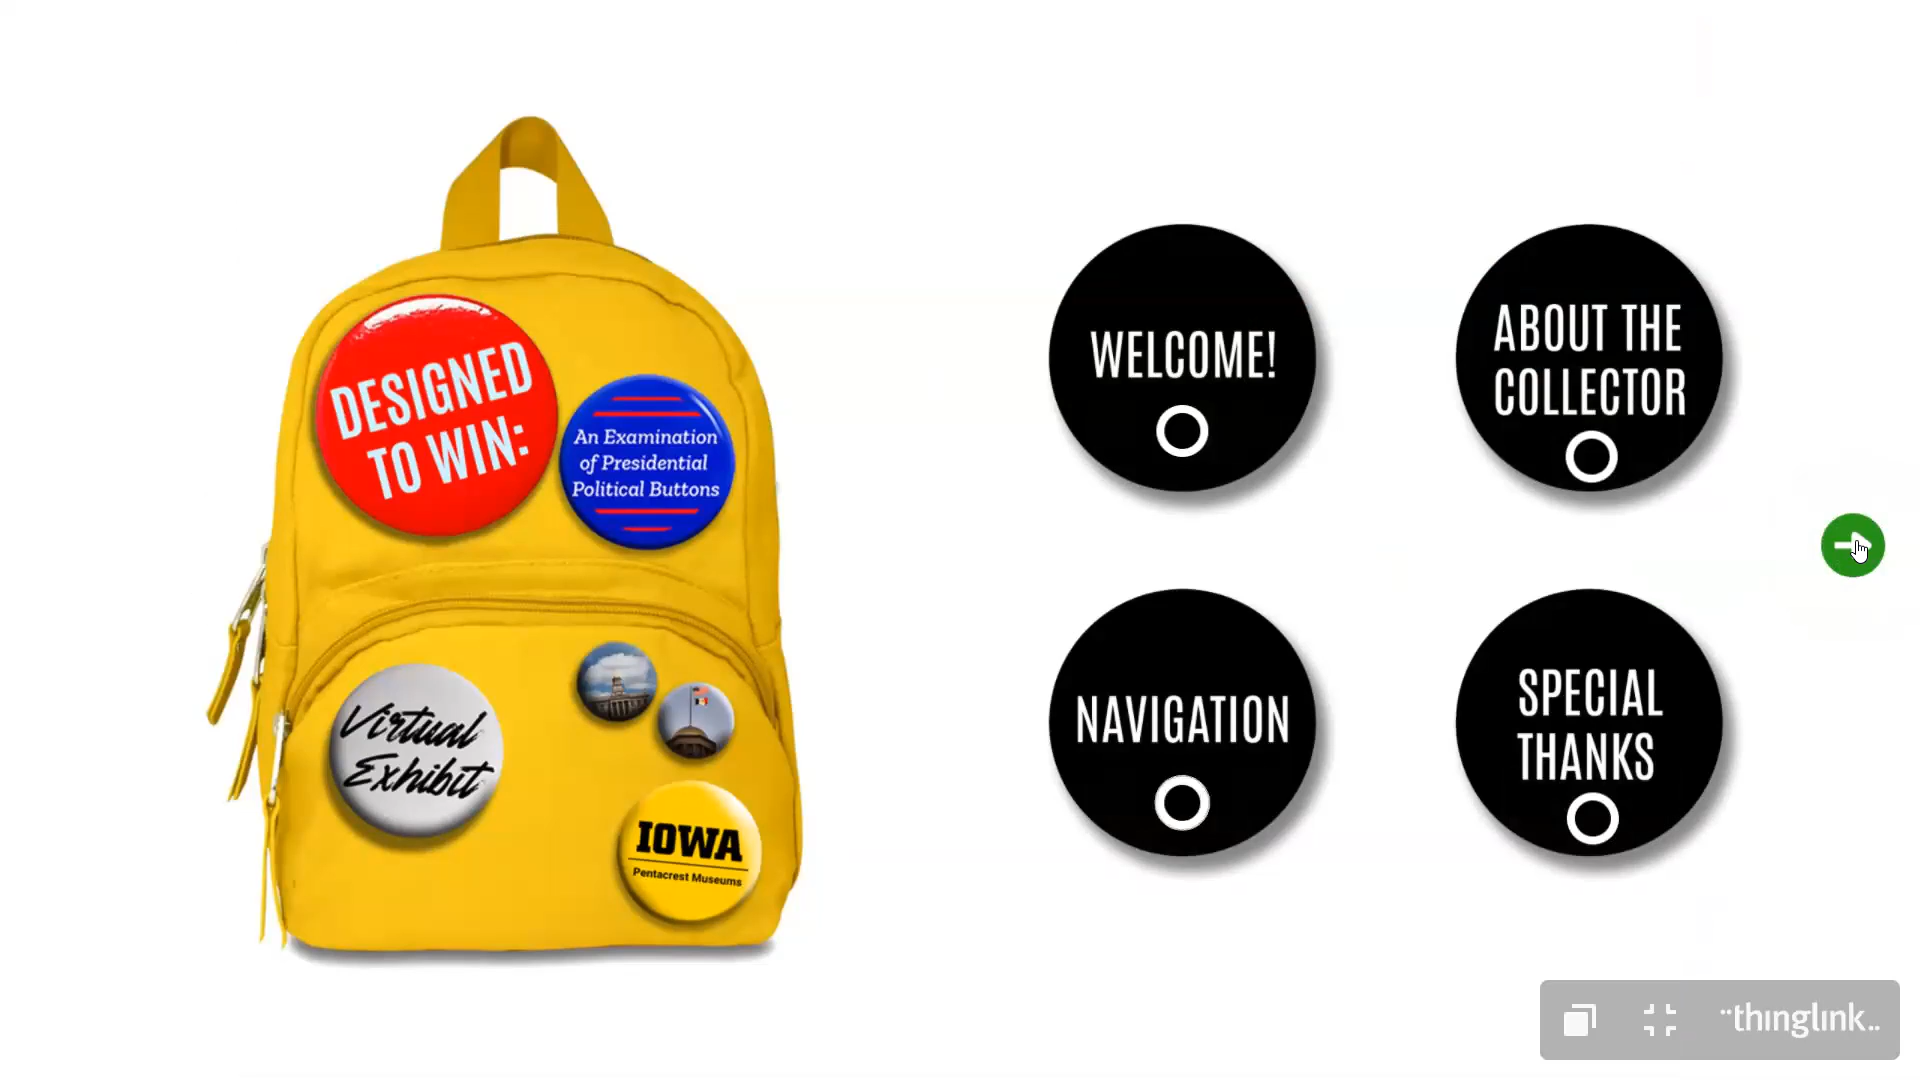 DESIGNED
TO WIN:
An Examination
of Presidential
Political Buttons
Virtual
Exhibit
IOWA
Pentacrest Museums
WELCOME!
ABOUT THE
COLLECTOR
NAVIGATION
SPECIAL
THANKS
thinglink..